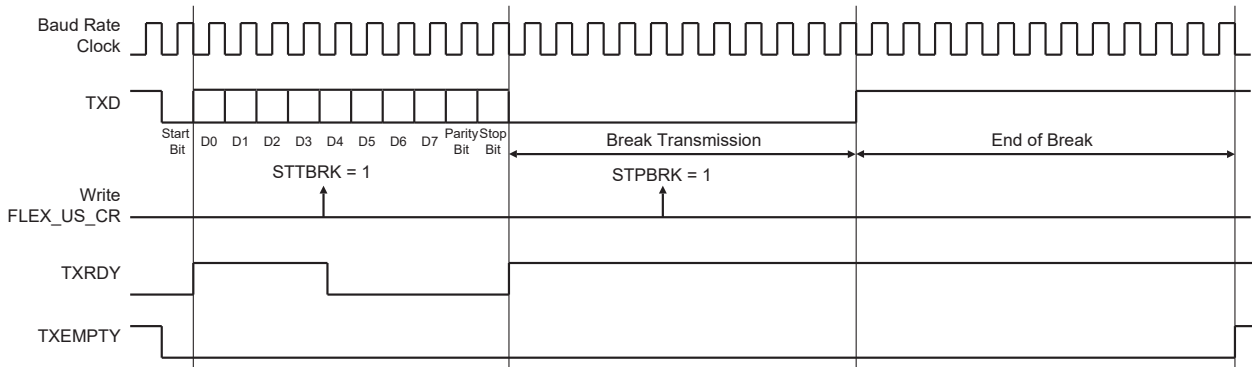 Baud Rate
Clock
TXD
Start
Bit
D0 D1 D2 D3 D4 D5 D6 D7
Parity
Bit
Stop
Bit
Break Transmission
End of Break
STTBRK = 1
STPBRK = 1
Write
FLEX_US_CR
TXRDY
TXEMPTY